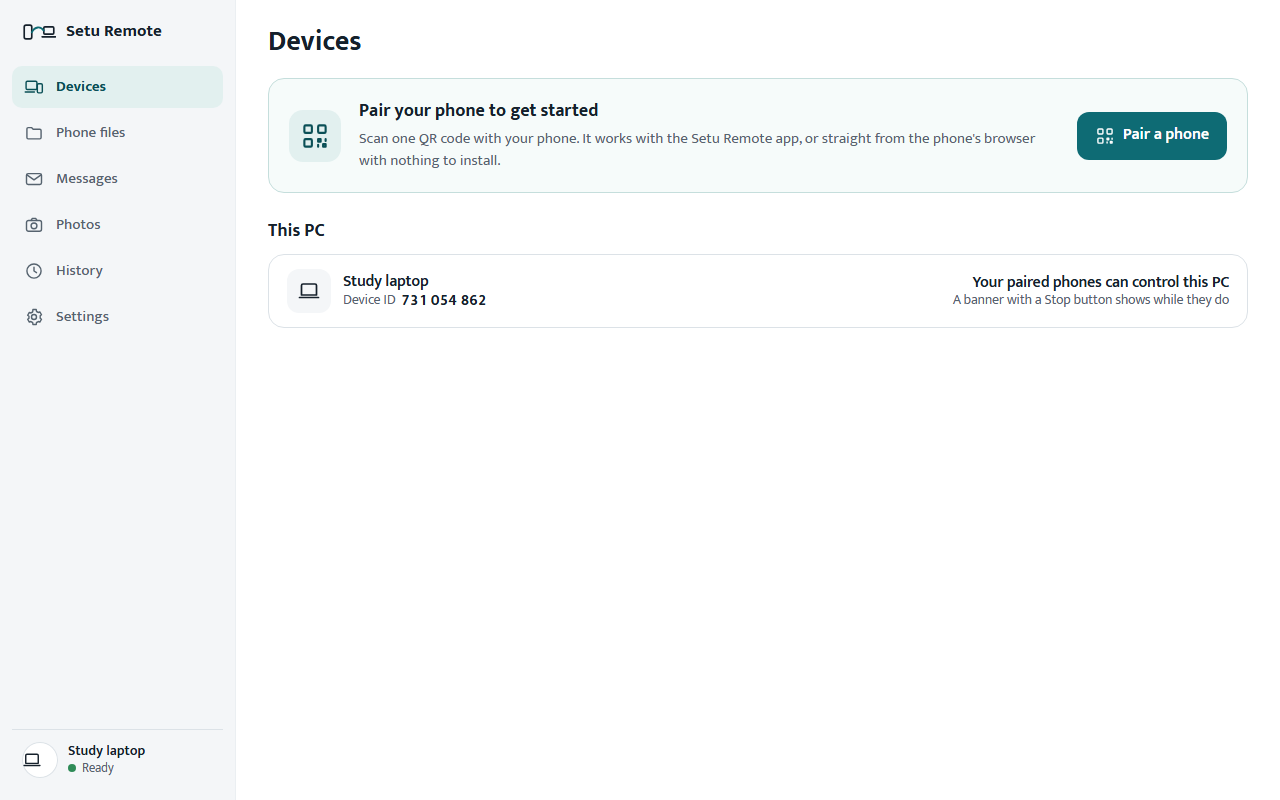 Setu Remote
Devices
Phone files
Messages
Photos
History
Settings
Study laptop
Ready
Devices
Pair your phone to get started
Scan one QR code with your phone. It works with the Setu Remote app, or straight from the phone's browser
with nothing to install.
Pair a phone
This PC
Study laptop
Device ID 731 054 862
Your paired phones can control this PC
A banner with a Stop button shows while they do